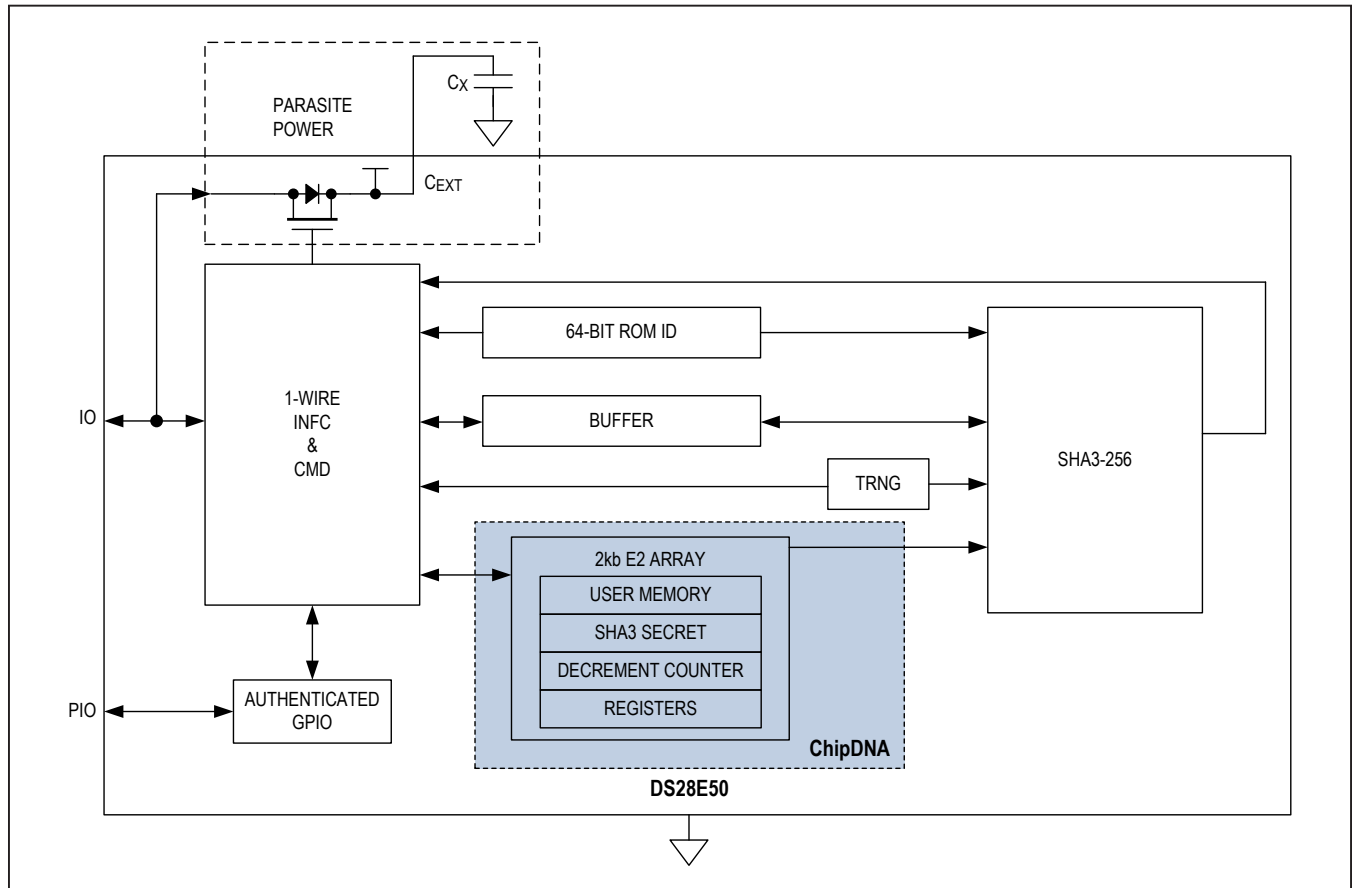 CX
PARASITE
POWER
CEXT
64-BIT ROM ID
1-WIRE
INFC
&
CMD
IO
BUFFER
SHA3-256
TRNG
2kb E2 ARRAY
USER MEMORY
SHA3 SECRET
DECREMENT COUNTER
REGISTERS
AUTHENTICATED
GPIO
PIO
ChipDNA
DS28E50